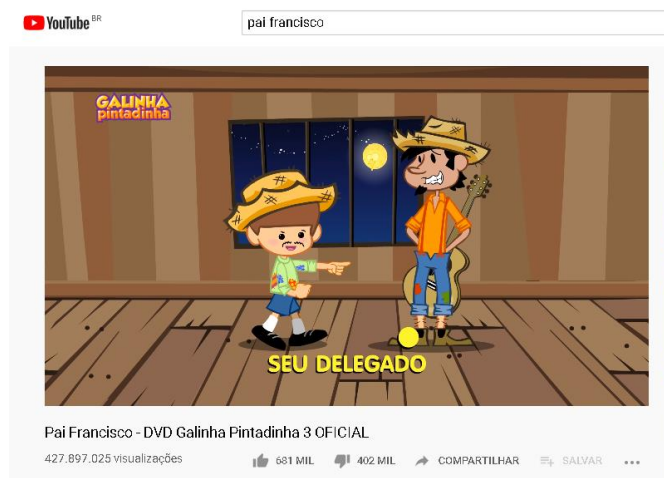 YouTube BR
pai francisco
GALINHA
pintadinha
SEU DELEGADO
Pai Francisco - DVD Galinha Pintadinha 3 OFICIAL
427.897.025 visualizações
681 MIL
402 MIL
COMPARTILHAR
SALVAR